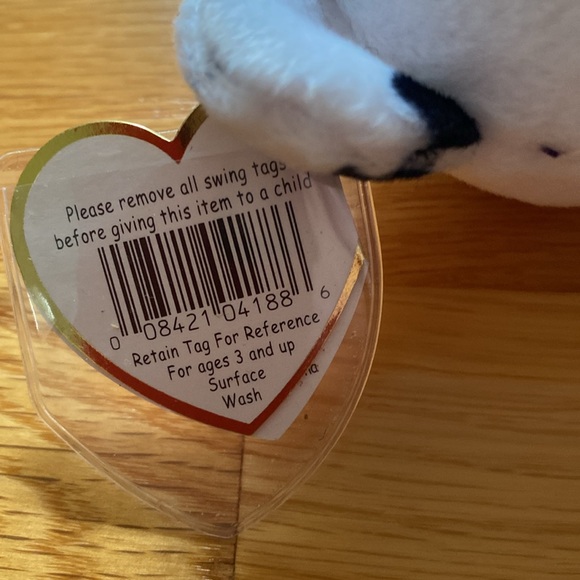 Please remove all swing tags
before giving this item to a child
0 08421 04188 6
Retain Tag For Reference
For ages 3 and up
Surface
Wash